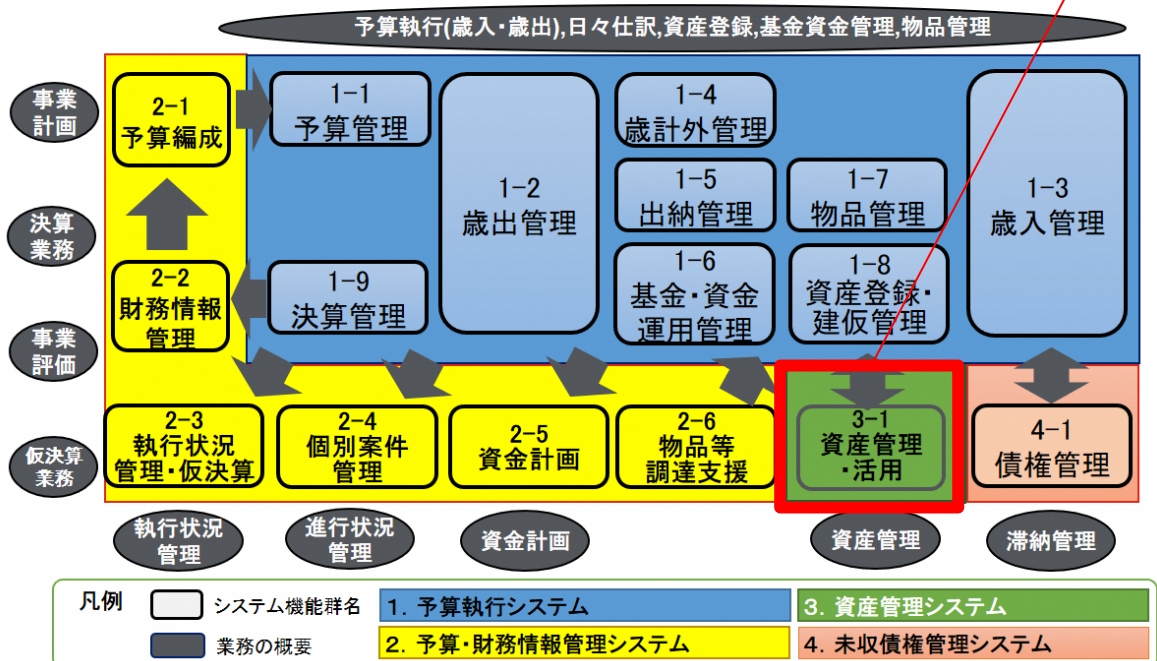 予算執行(歳入・歳出),日々仕訳,資産登録,基金資金管理,物品管理
事業
計画
2-1
予算編成
1-1
予算管理
1-2
歳出管理
1-4
歳計外管理
1-5
出納管理
1-7
物品管理
1-3
歳入管理
決算
業務
2-2
財務情報
管理
1-9
決算管理
1-6
基金・資金
運用管理
1-8
資産登録・
建仮管理
事業
評価
仮決算
業務
2-3
執行状況
管理・仮決算
2-4
個別案件
管理
2-5
資金計画
2-6
物品等
調達支援
3-1
資産管理
・活用
4-1
債権管理
執行状況
管理
進行状況
管理
資金計画
資産管理
滞納管理
凡例
システム機能群名
業務の概要
1. 予算執行システム
2. 予算・財務情報管理システム
3. 資産管理システム
4. 未収債権管理システム